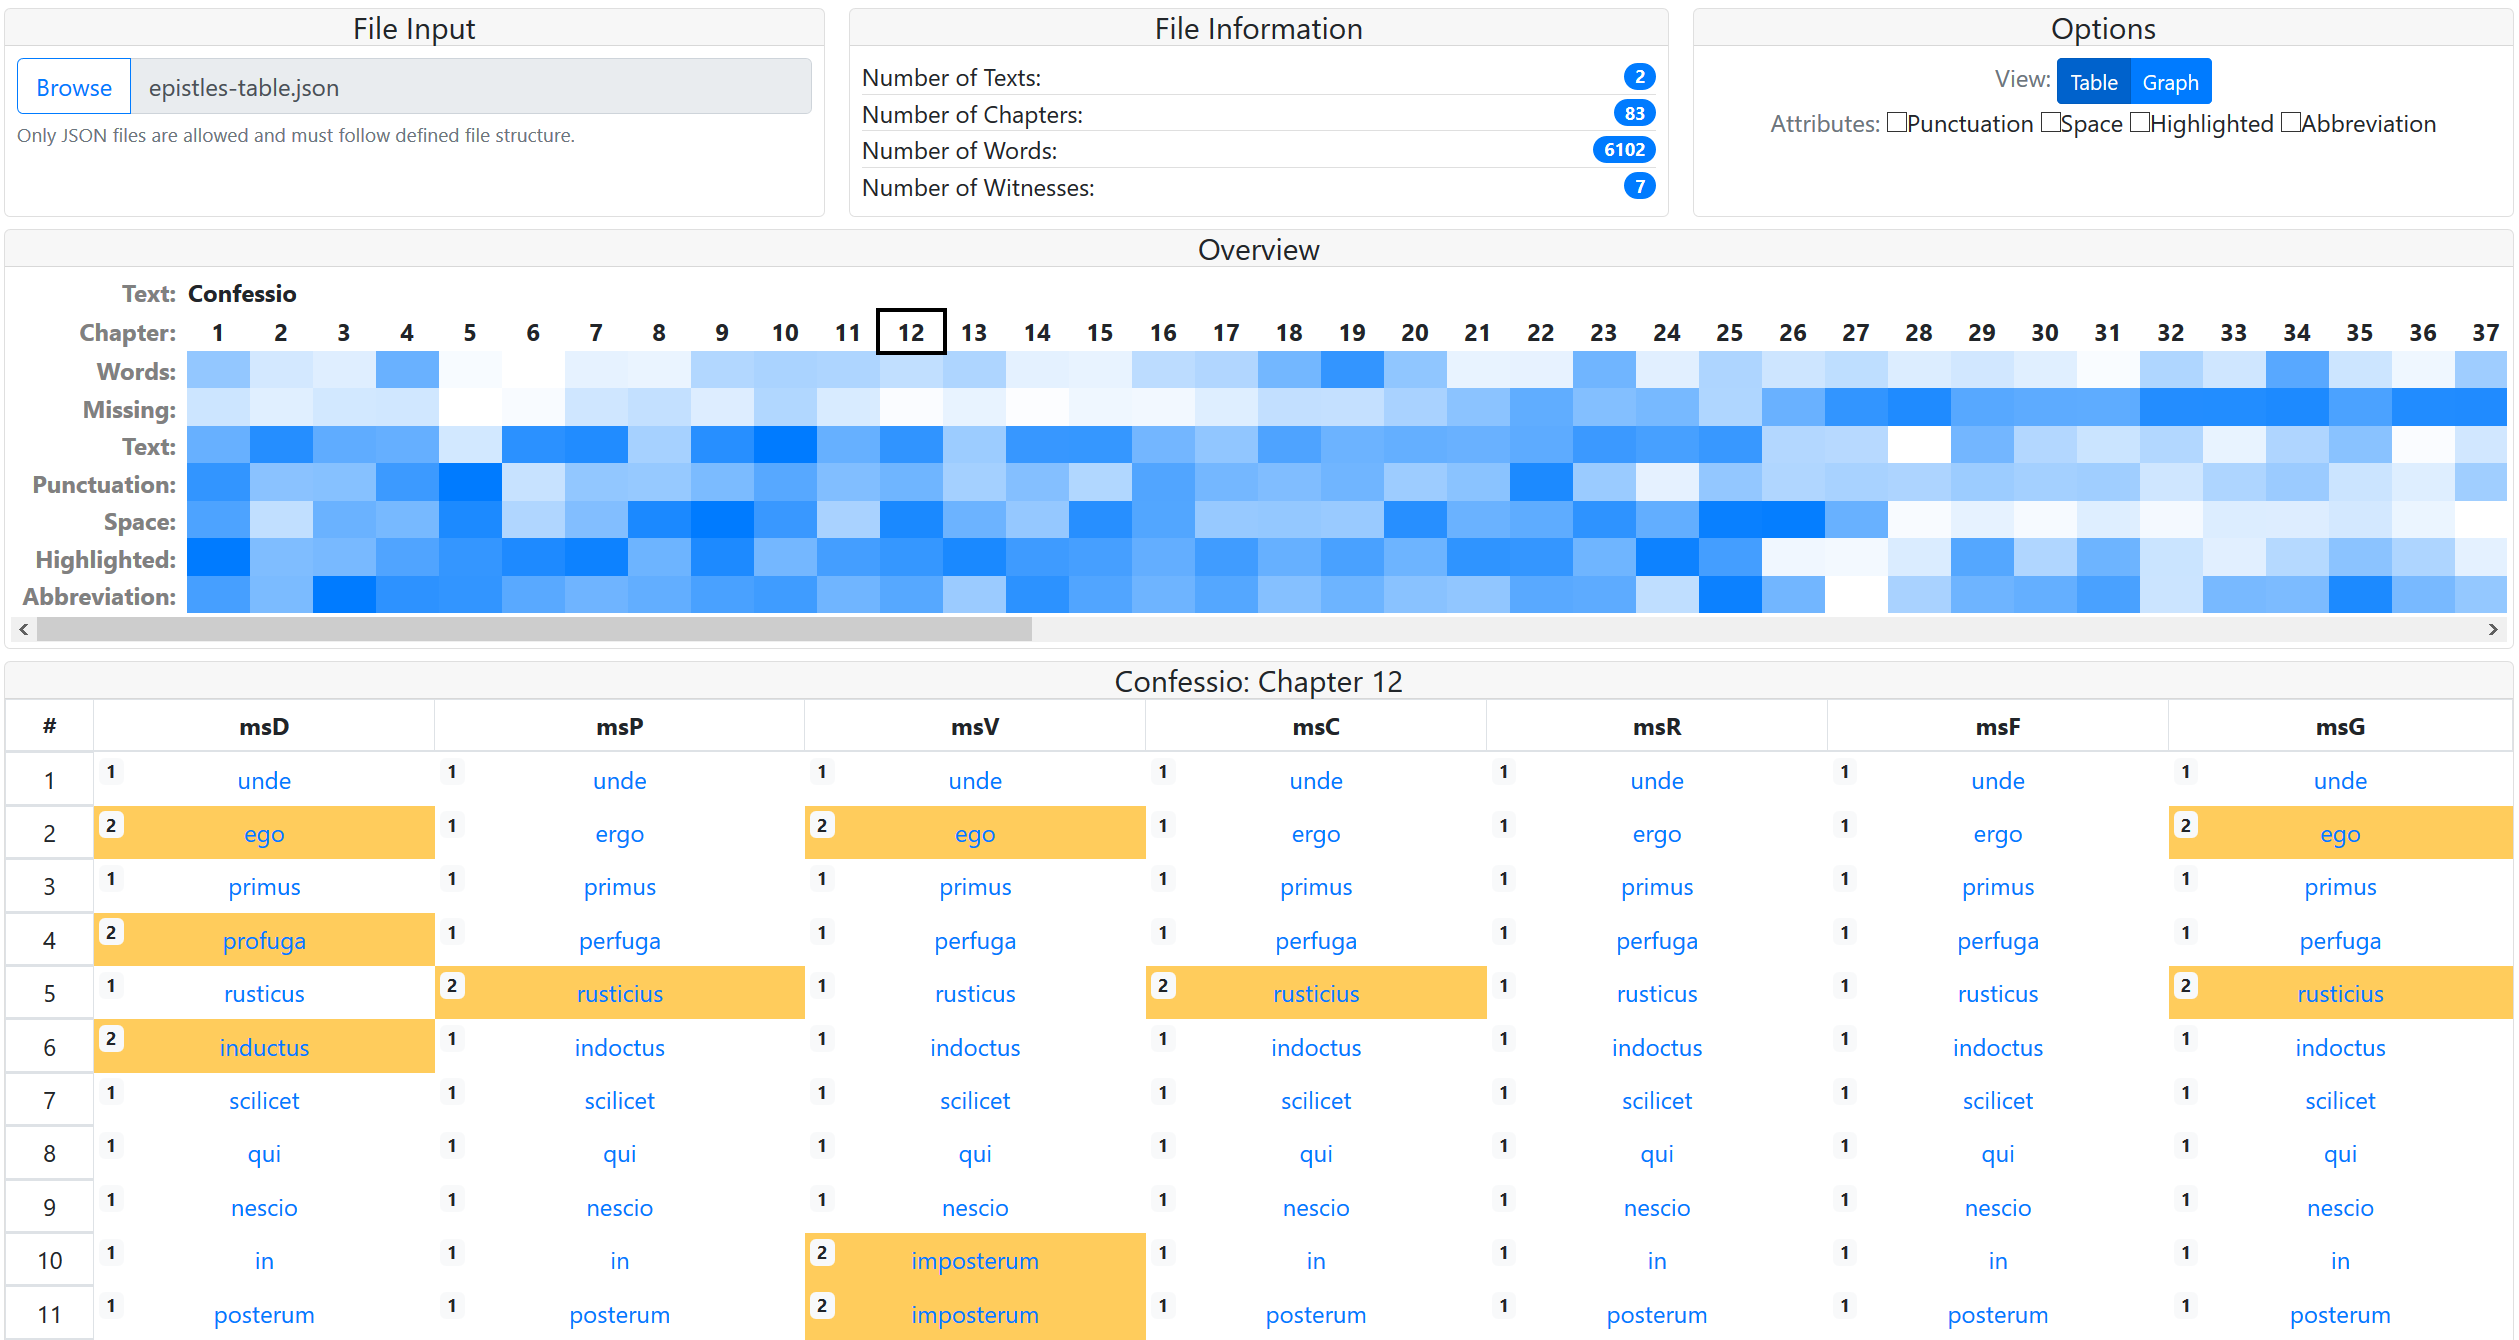 File Input
Browse epistles-table.json
Only JSON files are allowed and must follow defined file structure.
File Information
Number of Texts: 2
Number of Chapters: 83
Number of Words: 6102
Number of Witnesses: 7
Options
View: Table Graph
Attributes: Punctuation Space Highlighted Abbreviation
Overview
Text: Confessio
Chapter: 1 2 3 4 5 6 7 8 9 10 11 12 13 14 15 16 17 18 19 20 21 22 23 24 25 26 27 28 29 30 31 32 33 34 35 36 37
Words:
Missing:
Text:
Punctuation:
Space:
Highlighted:
Abbreviation:
Confessio: Chapter 12
# msD msP msV msC msR msF msG
1 1 unde 1 unde 1 unde 1 unde 1 unde 1 unde 1 unde
2 2 ego 1 ergo 2 ego 1 ergo 1 ergo 1 ergo 2 ego
3 1 primus 1 primus 1 primus 1 primus 1 primus 1 primus 1 primus
4 2 profuga 1 perfuga 1 perfuga 1 perfuga 1 perfuga 1 perfuga 1 perfuga
5 1 rusticus 2 rusticius 1 rusticus 2 rusticius 1 rusticus 1 rusticus 2 rusticius
6 2 inductus 1 indoctus 1 indoctus 1 indoctus 1 indoctus 1 indoctus 1 indoctus
7 1 scilicet 1 scilicet 1 scilicet 1 scilicet 1 scilicet 1 scilicet 1 scilicet
8 1 qui 1 qui 1 qui 1 qui 1 qui 1 qui 1 qui
9 1 nescio 1 nescio 1 nescio 1 nescio 1 nescio 1 nescio 1 nescio
10 1 in 1 in 2 imposterum 1 in 1 in 1 in 1 in
11 1 posterum 1 posterum 2 imposterum 1 posterum 1 posterum 1 posterum 1 posterum